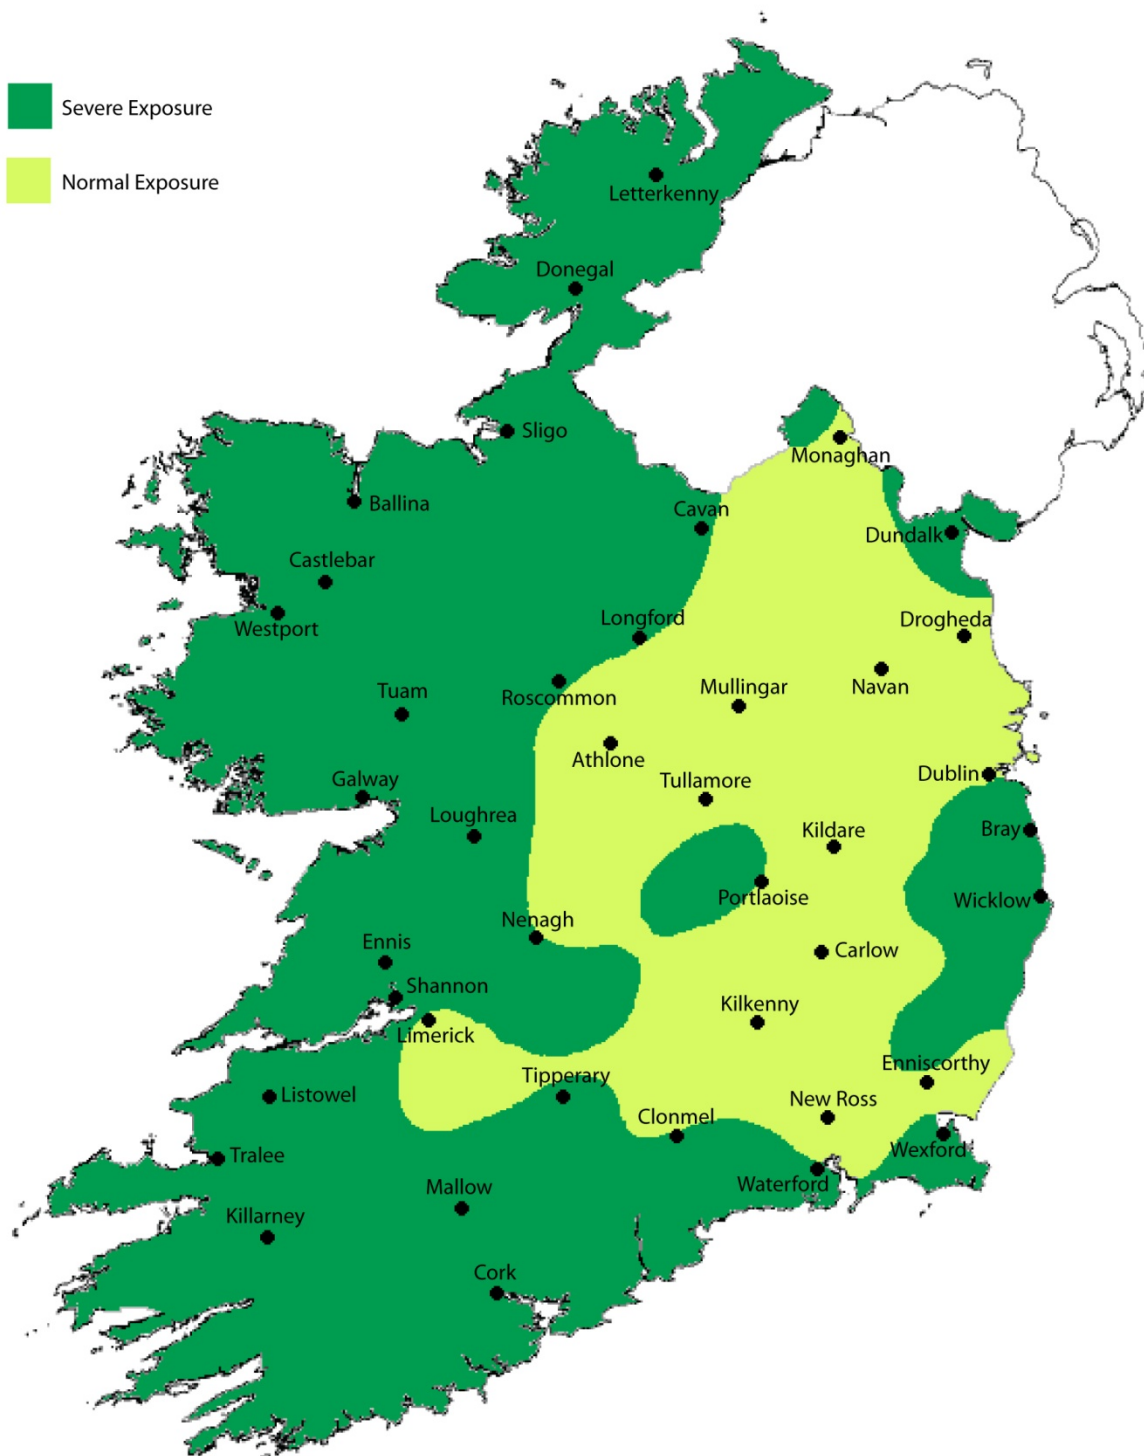 Severe Exposure
Normal Exposure
Letterkenny
Donegal
Sligo
Monaghan
Ballina
Cavan
Dundalk
Castlebar
Longford
Drogheda
Westport
Tuam
Roscommon
Mullingar
Navan
Athlone
Galway
Tullamore
Dublin
Loughrea
Kildare
Bray
Portlaoise
Wicklow
Nenagh
Ennis
Carlow
Shannon
Kilkenny
Limerick
Enniscorthy
Tipperary
Listowel
New Ross
Clonmel
Tralee
Wexford
Mallow
Waterford
Killarney
Cork